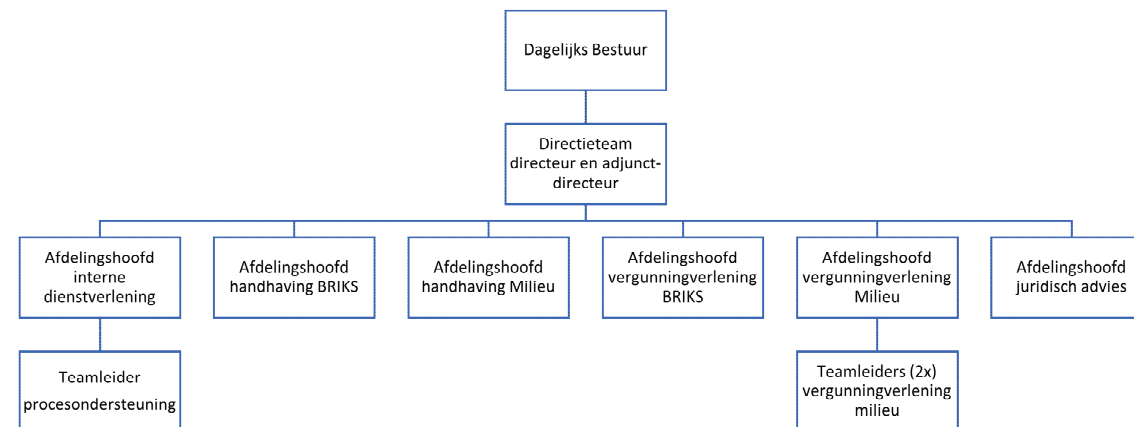 Dagelijks Bestuur
Directieteam
directeur en adjunct-
directeur
Afdelingshoofd
interne
dienstverlening
Afdelingshoofd
handhaving BRIKS
Afdelingshoofd
handhaving Milieu
Afdelingshoofd
vergunningverlening
BRIKS
Afdelingshoofd
vergunningverlening
Milieu
Afdelingshoofd
juridisch advies
Teamleider
procesondersteuning
Teamleiders (2x)
vergunningverlening
milieu